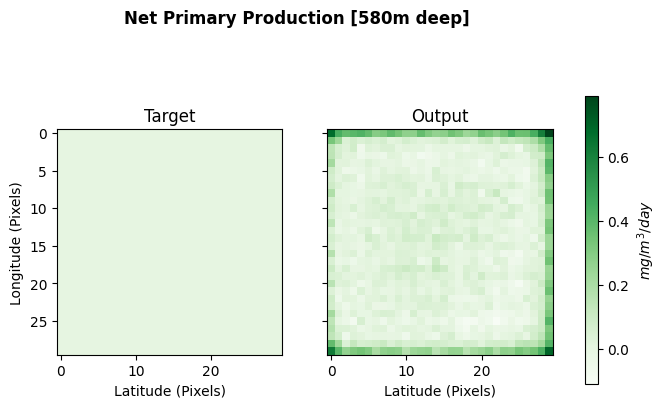 Net Primary Production [580m deep]
Target
Output
0
5
10
15
20
25
Longitude (Pixels)
0
10
20
Latitude (Pixels)
0
10
20
Latitude (Pixels)
0.6
0.4
0.2
0.0
mg/m³/day